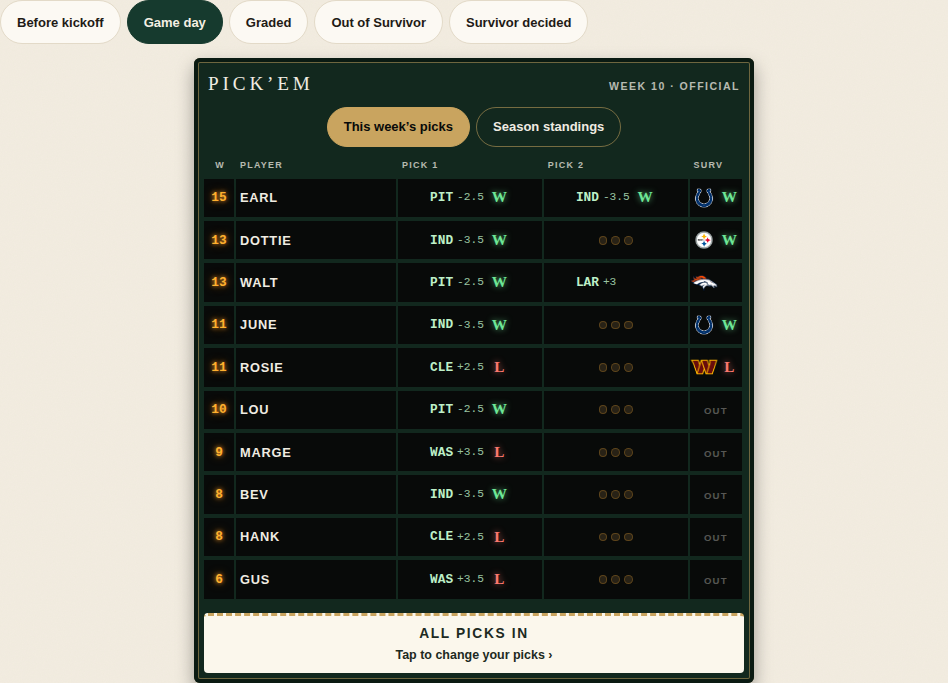 Before kickoff Game day Graded Out of Survivor Survivor decided
PICK’EM WEEK 10 · OFFICIAL
This week’s picks Season standings
W PLAYER PICK 1 PICK 2 SURV
15 EARL PIT -2.5 W IND -3.5 W W
13 DOTTIE IND -3.5 W W
13 WALT PIT -2.5 W LAR +3
11 JUNE IND -3.5 W W
11 ROSIE CLE +2.5 L W L
10 LOU PIT -2.5 W OUT
9 MARGE WAS +3.5 L OUT
8 BEV IND -3.5 W OUT
8 HANK CLE +2.5 L OUT
6 GUS WAS +3.5 L OUT
ALL PICKS IN
Tap to change your picks ›